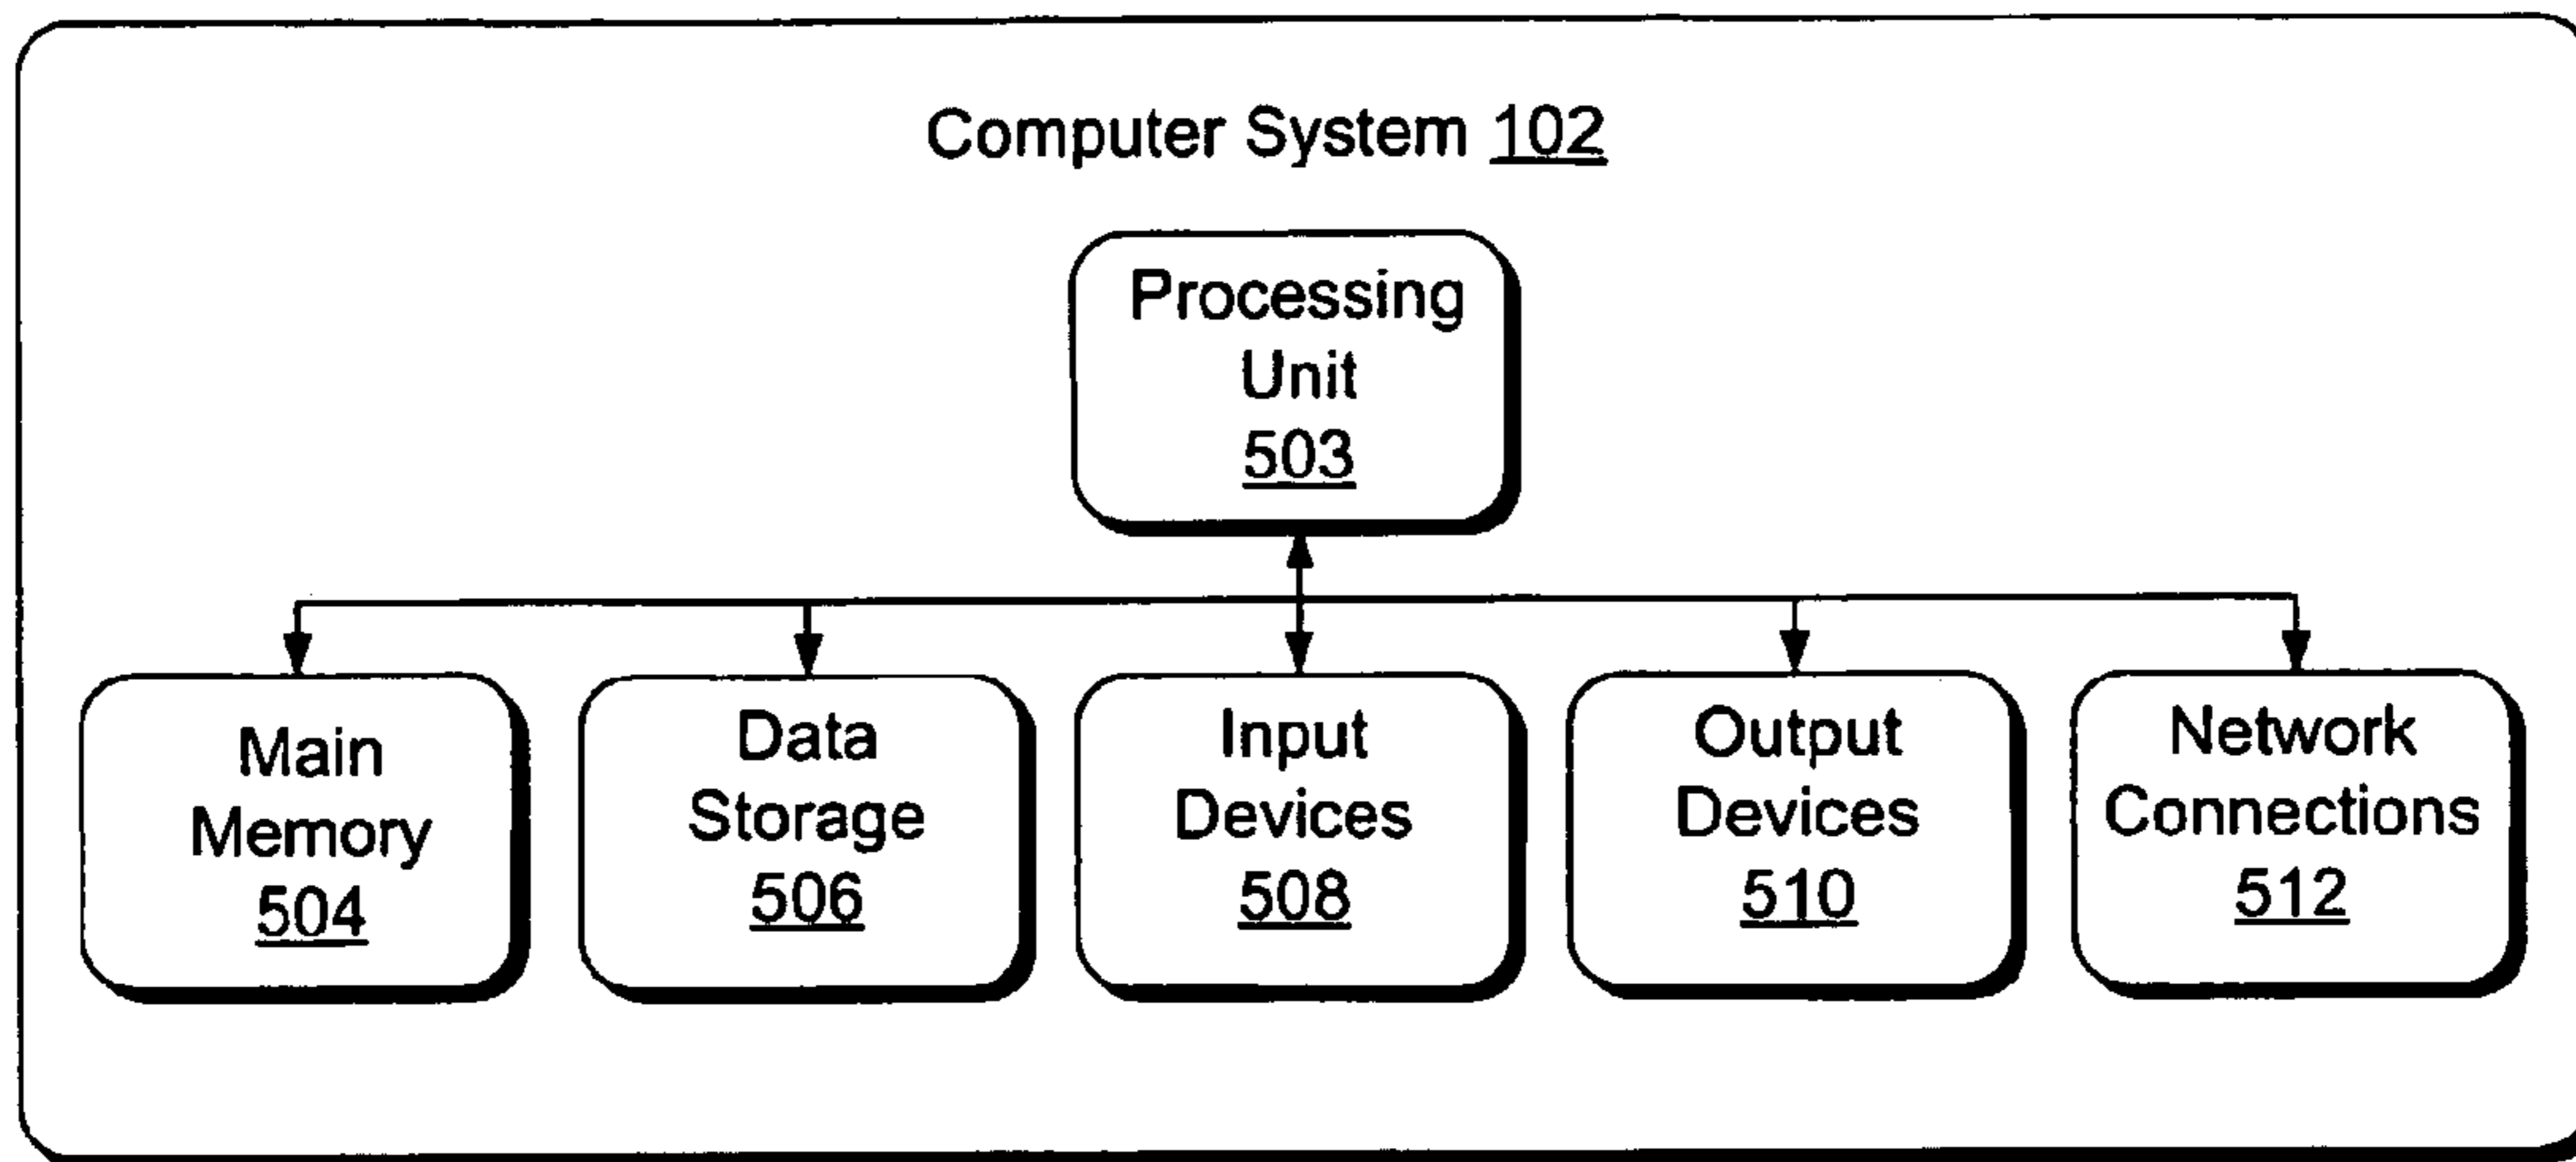 Computer System 102
Processing
Unit
503
Main
Memory
504
Data
Storage
506
Input
Devices
508
Output
Devices
510
Network
Connections
512